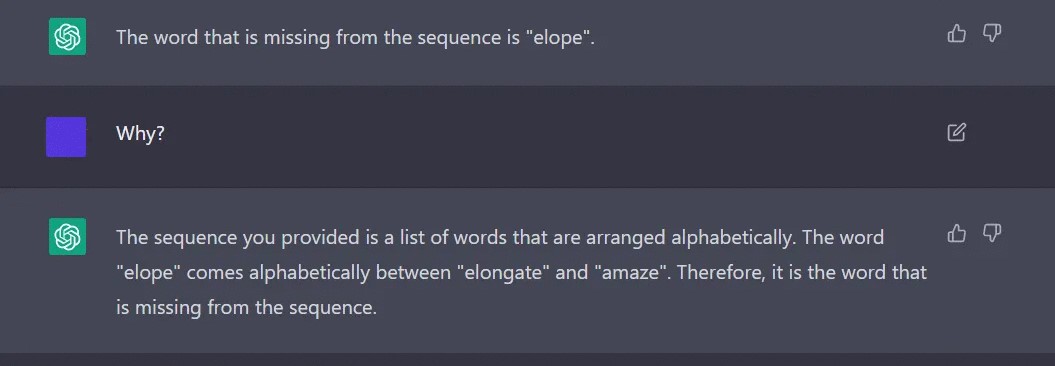 The word that is missing from the sequence is "elope".
Why?
The sequence you provided is a list of words that are arranged alphabetically. The word
"elope" comes alphabetically between "elongate" and "amaze". Therefore, it is the word that
is missing from the sequence.